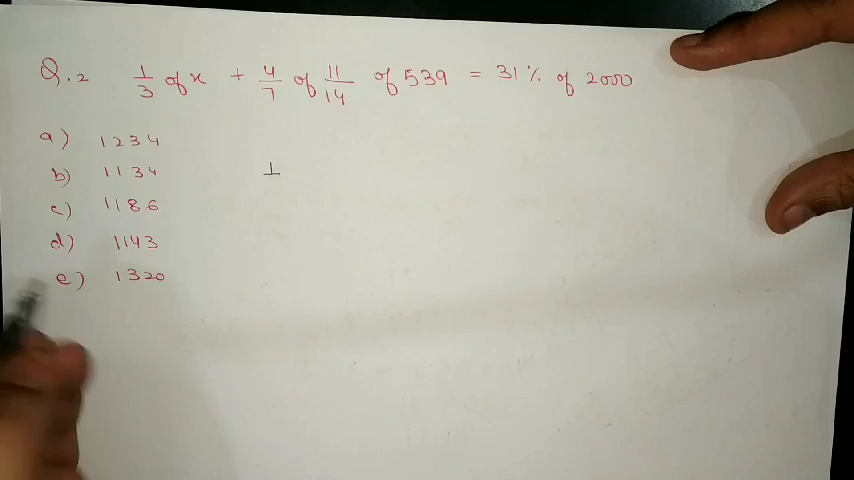 Q.2 1/3 of x + 4/7 of 11/14 of 539 = 31% of 2000
a) 1234
b) 1134
c) 1186
d) 1143
e) 1320